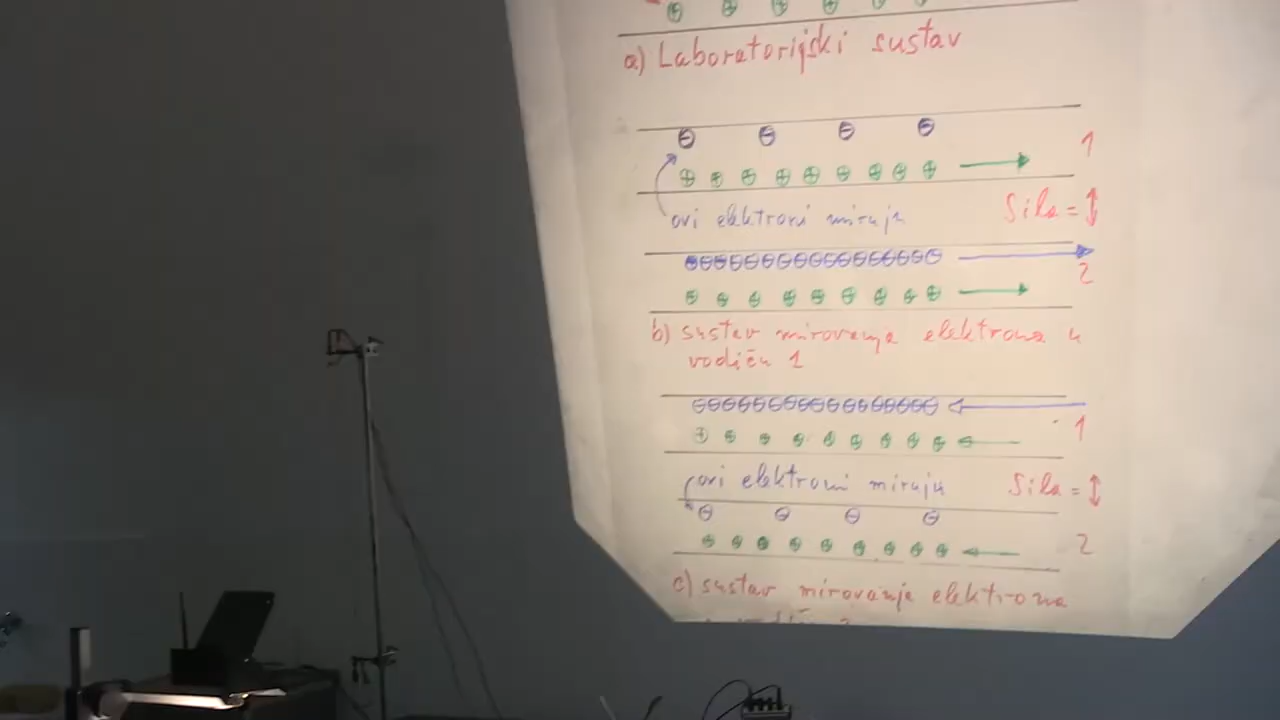 a) Laboratorijski sustav
1
ovi elektroni miruju
Sila = ↕
2
b) sustav mirovanja elektrona u
vodiču 1
1
ovi elektroni miruju
Sila = ↕
2
c) sustav mirovanja elektrona